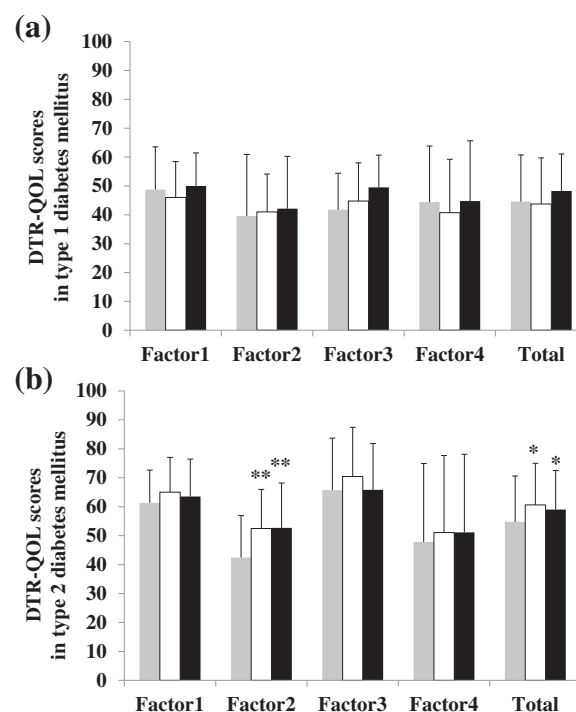 (a)
DTR-QOL scores
in type 1 diabetes mellitus
100
90
80
70
60
50
40
30
20
10
0
Factor1 Factor2 Factor3 Factor4 Total
(b)
DTR-QOL scores
in type 2 diabetes mellitus
100
90
80
70
60
50
40
30
20
10
0
** ** * *
Factor1 Factor2 Factor3 Factor4 Total